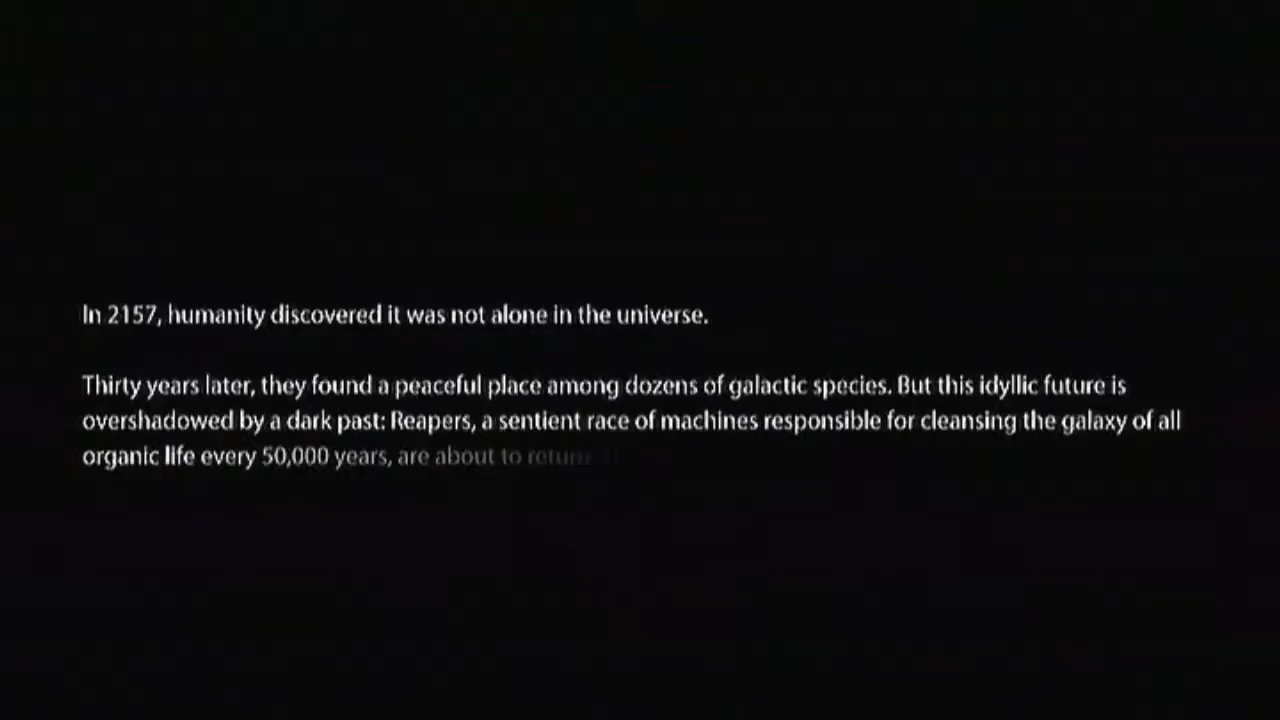 In 2157, humanity discovered it was not alone in the universe.
Thirty years later, they found a peaceful place among dozens of galactic species. But this idyllic future is
overshadowed by a dark past: Reapers, a sentient race of machines responsible for cleansing the galaxy of all
organic life every 50,000 years, are about to return